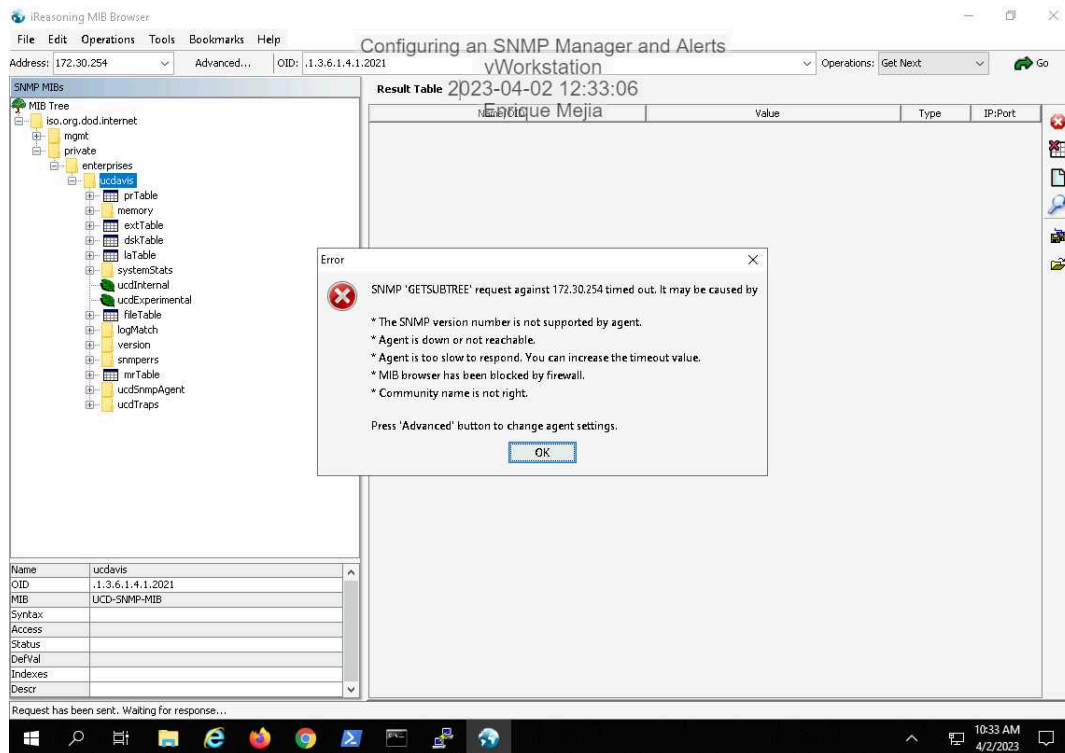 iReasoning MIB Browser
File Edit Operations Tools Bookmarks Help
Configuring an SNMP Manager and Alerts
vWorkstation
2023-04-02 12:33:06
Enrique Mejia
Address: 172.30.254 Advanced... OID: .1.3.6.1.4.1.2021 Operations: Get Next Go
SNMP MIBs
MIB Tree
iso.org.dod.internet
mgmt
private
enterprises
ucdavis
prTable
memory
extTable
dskTable
laTable
systemStats
ucdInternal
ucdExperimental
fileTable
logMatch
version
snmperrs
mrTable
ucdSnmpAgent
ucdTraps
Result Table
Name/OID Value Type IP:Port
Error
SNMP 'GETSUBTREE' request against 172.30.254 timed out. It may be caused by
* The SNMP version number is not supported by agent.
* Agent is down or not reachable.
* Agent is too slow to respond. You can increase the timeout value.
* MIB browser has been blocked by firewall.
* Community name is not right.
Press 'Advanced' button to change agent settings.
OK
Name ucdavis
OID .1.3.6.1.4.1.2021
MIB UCD-SNMP-MIB
Syntax
Access
Status
DefVal
Indexes
Descr
Request has been sent. Waiting for response...
10:33 AM
4/2/2023